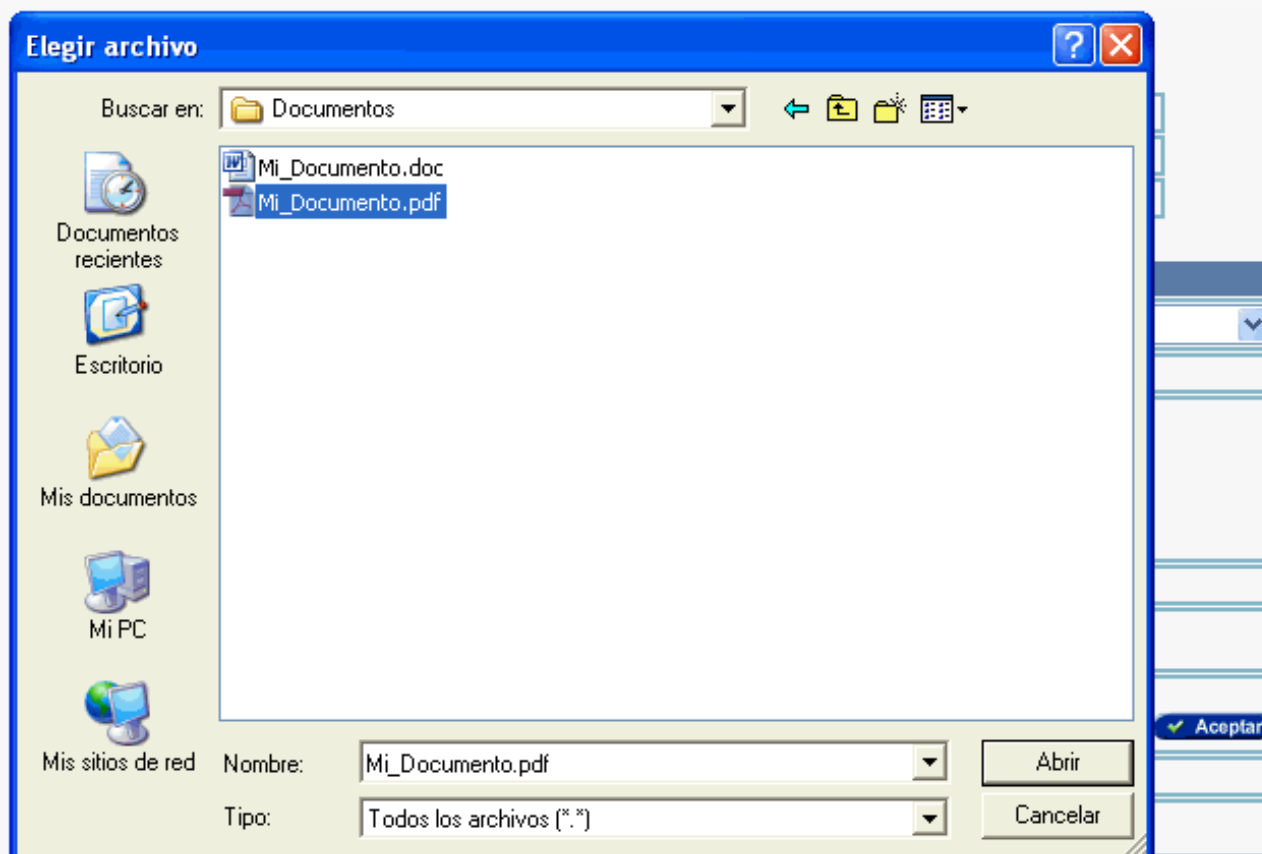 Elegir archivo
Buscar en: Documentos
Mi_Documento.doc
Mi_Documento.pdf
Documentos
recientes
Escritorio
Mis documentos
Mi PC
Mis sitios de red
Nombre: Mi_Documento.pdf Abrir
Tipo: Todos los archivos (*.*) Cancelar
Aceptar